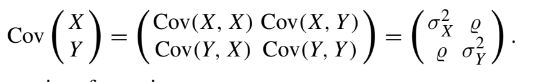 Cov ( X Y ) = ( Cov(X, X) Cov(X, Y) Cov(Y, X) Cov(Y, Y) ) = ( σ²_X ϱ ϱ σ²_Y ) .